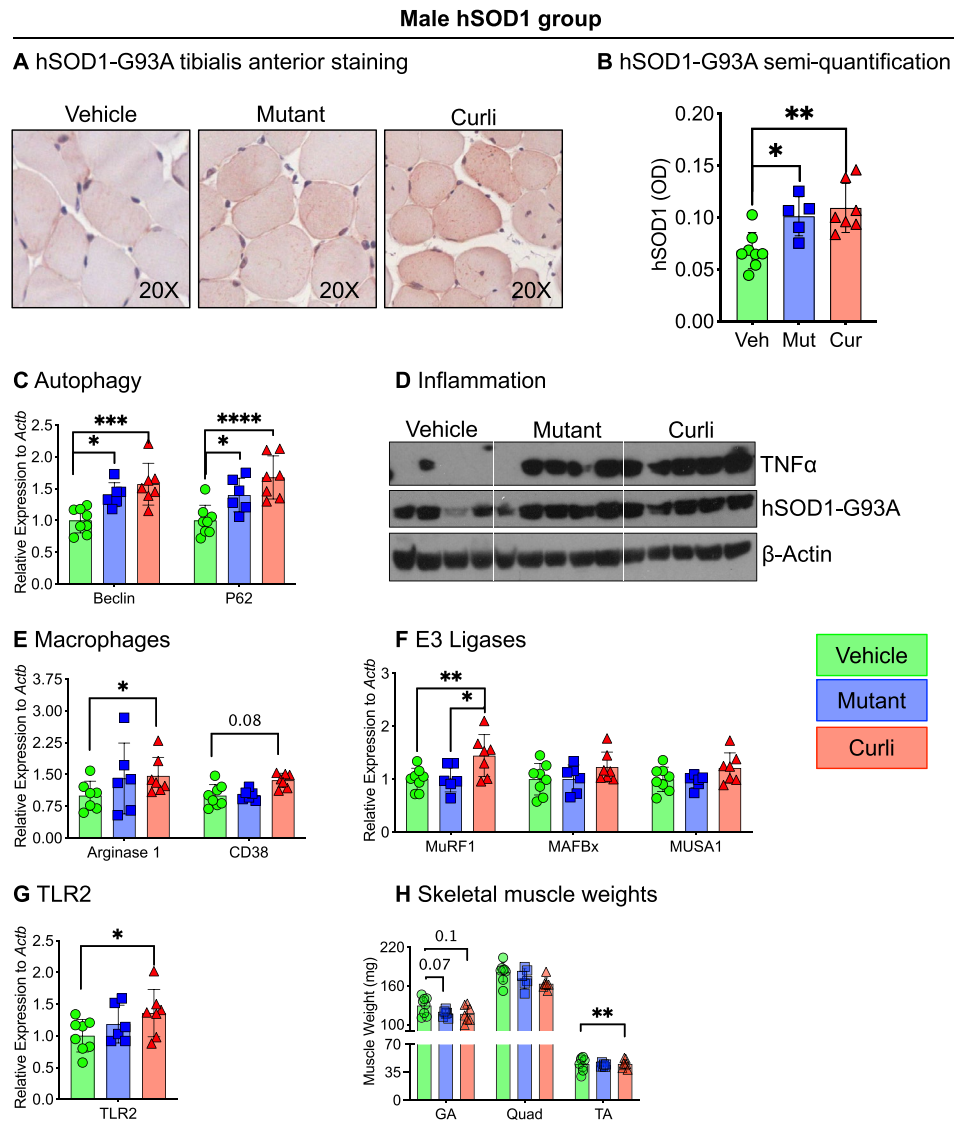 Male hSOD1 group
A hSOD1-G93A tibialis anterior staining
Vehicle Mutant Curli
20X 20X 20X
B hSOD1-G93A semi-quantification
hSOD1 (OD)
0.20
0.15
0.10
0.05
0.00
**
*
Veh Mut Cur
C Autophagy
Relative Expression to Actb
2.5
2.0
1.5
1.0
0.5
0.0
*** ****
* *
Beclin P62
D Inflammation
Vehicle Mutant Curli
TNFα
hSOD1-G93A
β-Actin
E Macrophages
Relative Expression to Actb
3.75
3.00
2.25
1.50
0.75
0.00
*
0.08
Arginase 1 CD38
F E3 Ligases
Relative Expression to Actb
3
2
1
0
**
*
MuRF1 MAFBx MUSA1
Vehicle
Mutant
Curli
G TLR2
Relative Expression to Actb
2.5
2.0
1.5
1.0
0.5
0.0
*
TLR2
H Skeletal muscle weights
Muscle Weight (mg)
220
160
100
70
35
0
0.1
0.07
**
GA Quad TA